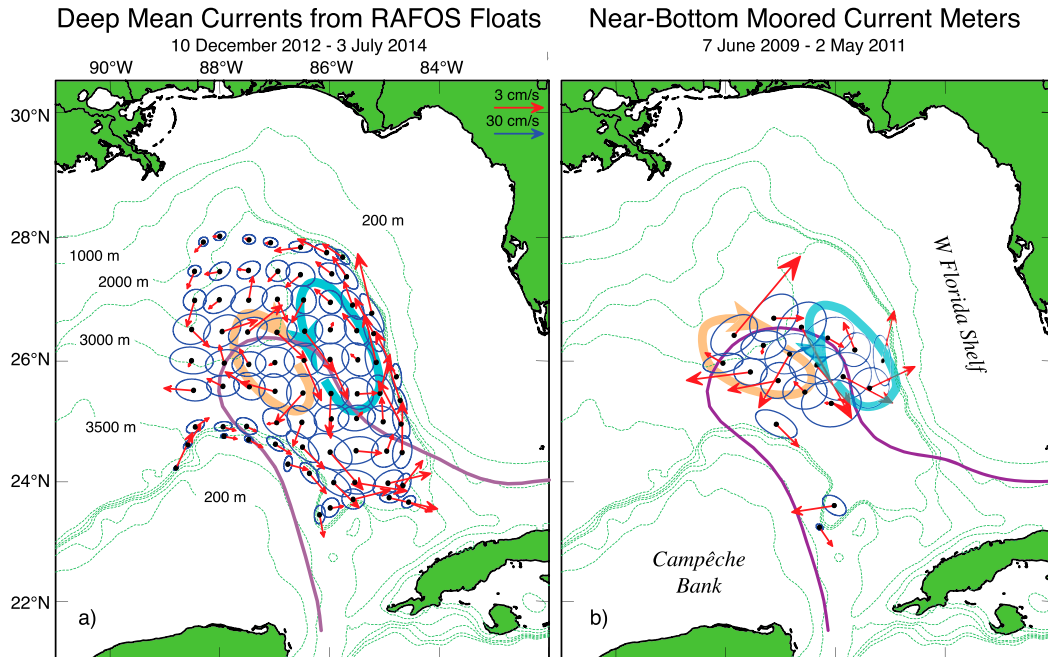 Deep Mean Currents from RAFOS Floats
10 December 2012 - 3 July 2014
90°W 88°W 86°W 84°W
3 cm/s
30 cm/s
30°N
28°N
26°N
24°N
22°N
200 m
1000 m
2000 m
3000 m
3500 m
200 m
a)
Near-Bottom Moored Current Meters
7 June 2009 - 2 May 2011
W Florida Shelf
Campêche
Bank
b)